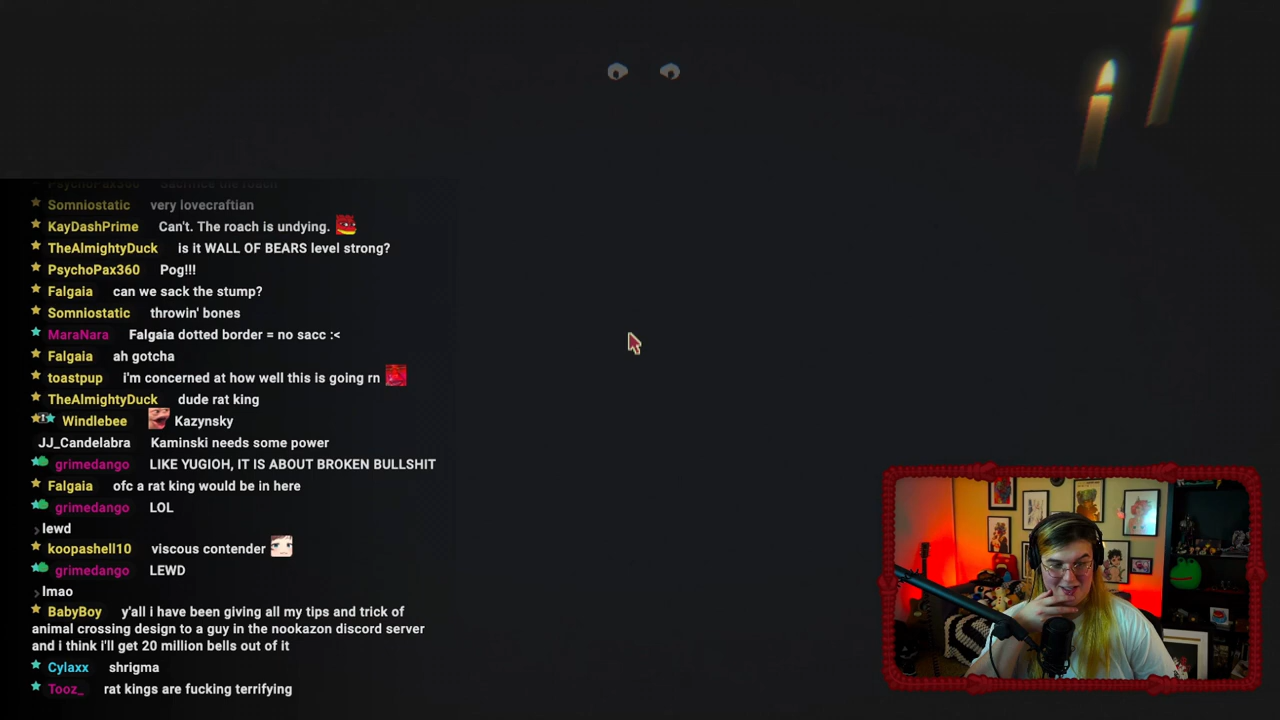 PsychoPax360 Sacrifice the roach
Somniostatic very lovecraftian
KayDashPrime Can't. The roach is undying.
TheAlmightyDuck is it WALL OF BEARS level strong?
PsychoPax360 Pog!!!
Falgaia can we sack the stump?
Somniostatic throwin' bones
MaraNara Falgaia dotted border = no sacc :<
Falgaia ah gotcha
toastpup i'm concerned at how well this is going rn
TheAlmightyDuck dude rat king
Windlebee Kazynsky
JJ_Candelabra Kaminski needs some power
grimedango LIKE YUGIOH, IT IS ABOUT BROKEN BULLSHIT
Falgaia ofc a rat king would be in here
grimedango LOL
› lewd
koopashell10 viscous contender
grimedango LEWD
› lmao
BabyBoy y'all i have been giving all my tips and trick of
animal crossing design to a guy in the nookazon discord server
and i think i'll get 20 million bells out of it
Cylaxx shrigma
Tooz_ rat kings are fucking terrifying